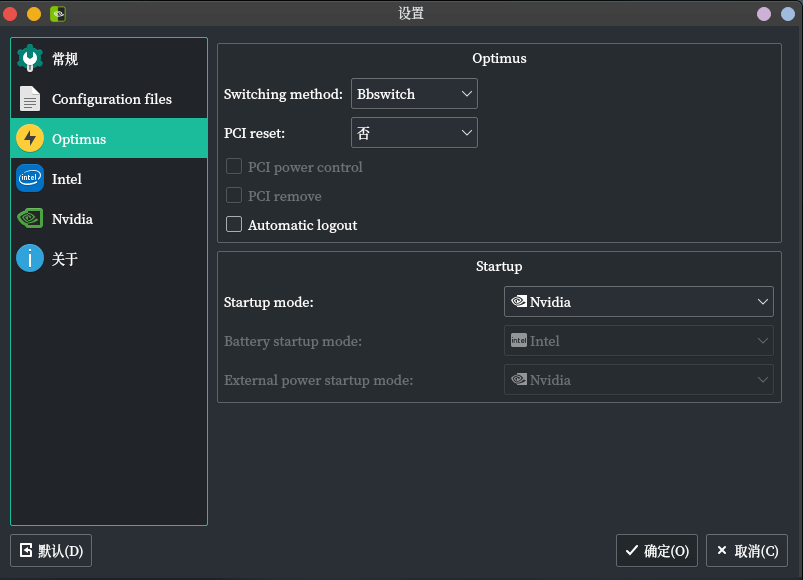 设置
常规
Configuration files
Optimus
Intel
Nvidia
关于
Optimus
Switching method: Bbswitch
PCI reset: 否
PCI power control
PCI remove
Automatic logout
Startup
Startup mode: Nvidia
Battery startup mode: intel Intel
External power startup mode: Nvidia
默认(D)
确定(O)
取消(C)